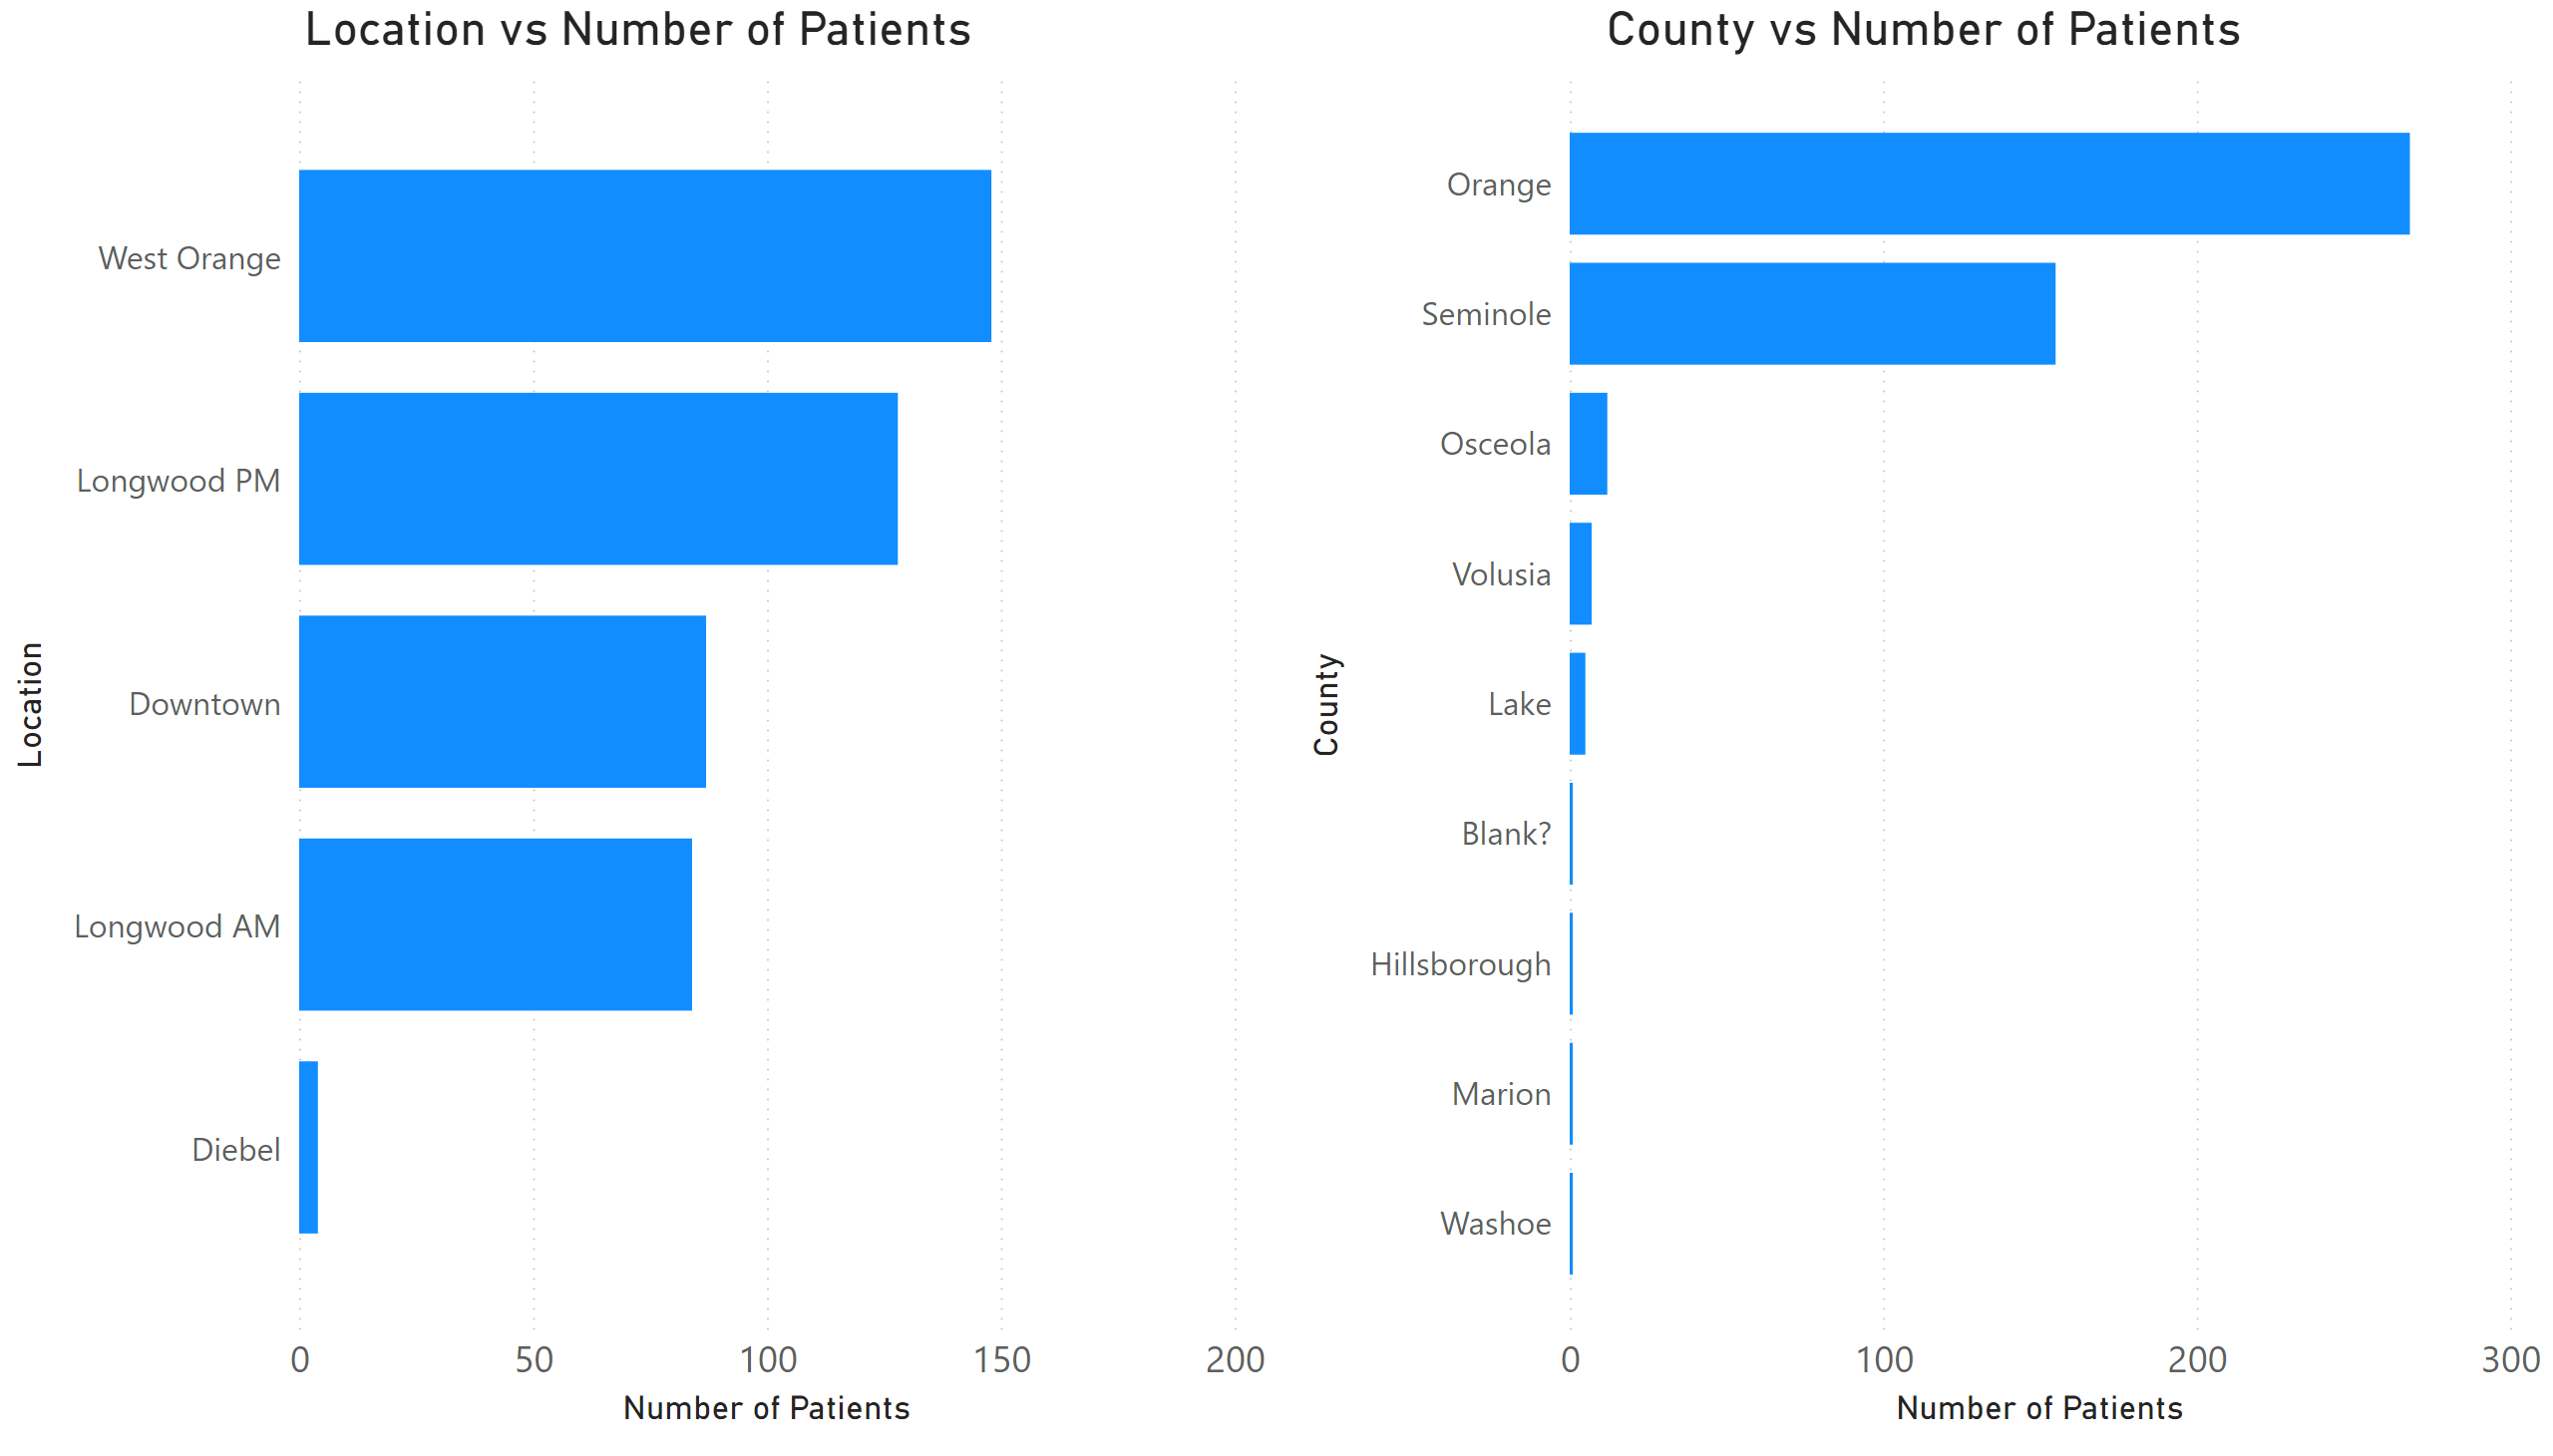 Location vs Number of Patients
Location
West Orange
Longwood PM
Downtown
Longwood AM
Diebel
0 50 100 150 200
Number of Patients
County vs Number of Patients
County
Orange
Seminole
Osceola
Volusia
Lake
Blank?
Hillsborough
Marion
Washoe
0 100 200 300
Number of Patients